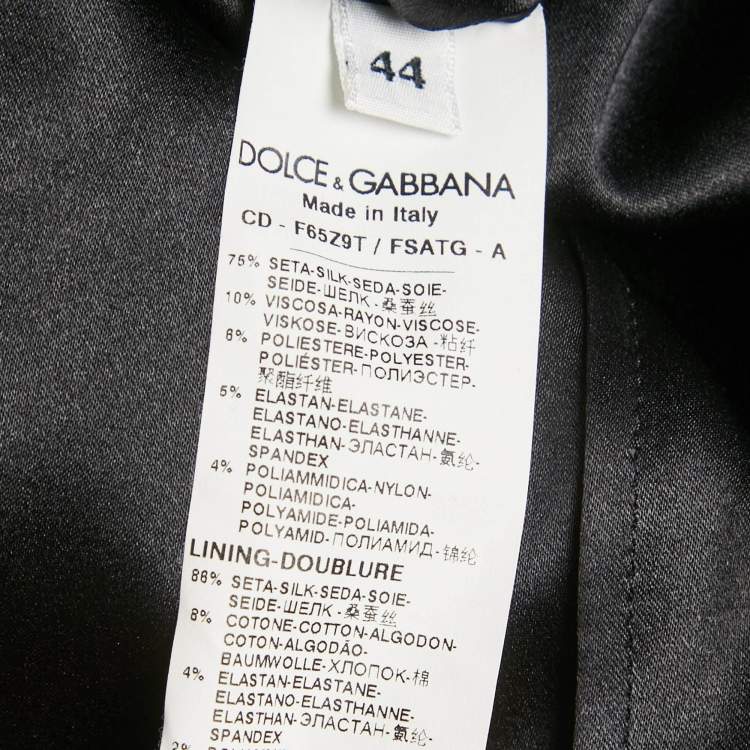 44
DOLCE & GABBANA
Made in Italy
CD - F65Z9T / FSATG - A
75% SETA-SILK-SEDA-SOIE-
SEIDE-ШЕЛК-桑蚕丝
10% VISCOSA-RAYON-VISCOSE-
VISKOSE-ВИСКОЗА-粘纤
6% POLIESTERE-POLYESTER-
POLIÉSTER-ПОЛИЭСТЕР-
聚酯纤维
5% ELASTAN-ELASTANE-
ELASTANO-ELASTHANNE-
ELASTHAN-ЭЛАСТАН-氨纶-
SPANDEX
4% POLIAMMIDICA-NYLON-
POLIAMIDICA-
POLYAMIDE-POLIAMIDA-
POLYAMID-ПОЛИАМИД-锦纶
LINING-DOUBLURE
86% SETA-SILK-SEDA-SOIE-
SEIDE-ШЕЛК-桑蚕丝
8% COTONE-COTTON-ALGODON-
COTON-ALGODÃO-
BAUMWOLLE-ХЛОПОК-棉
4% ELASTAN-ELASTANE-
ELASTANO-ELASTHANNE-
ELASTHAN-ЭЛАСТАН-氨纶-
SPANDEX
2%